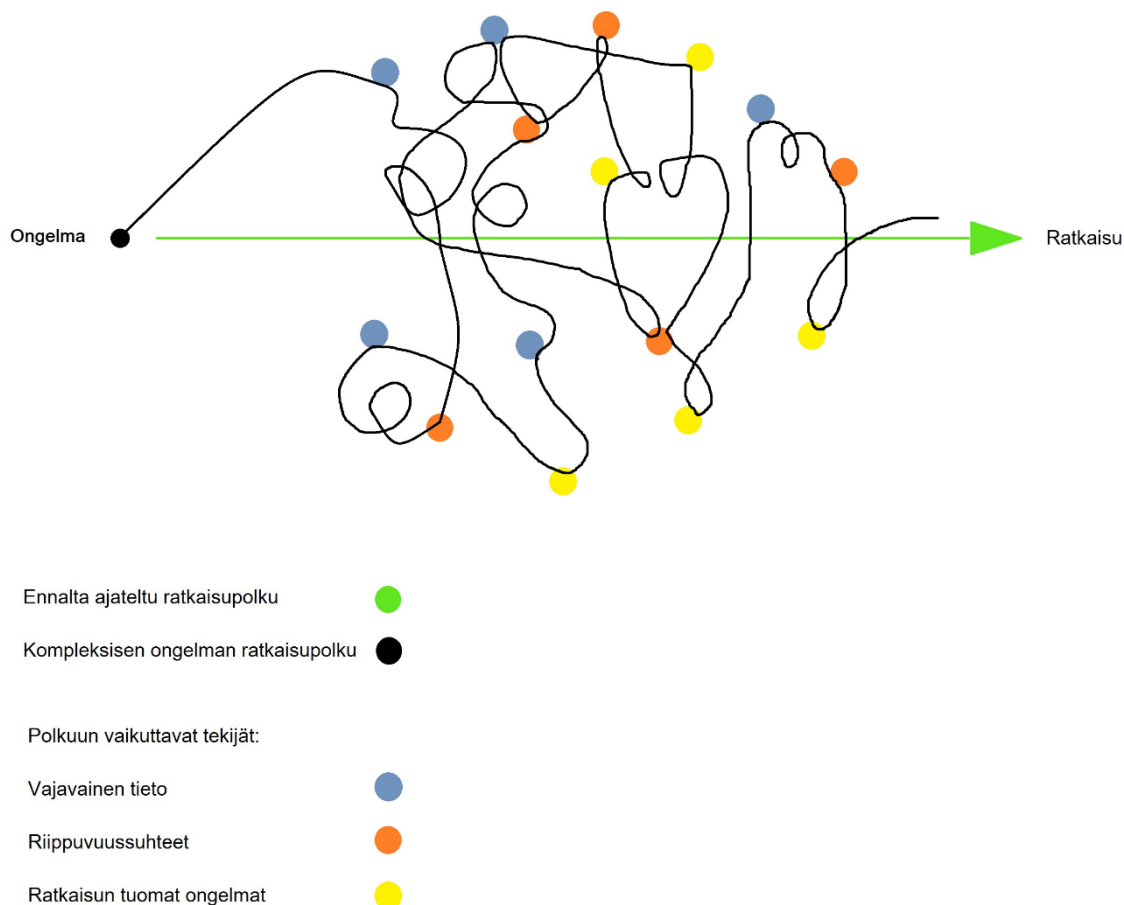 Ongelma
Ratkaisu
Ennalta ajateltu ratkaisupolku
Kompleksisen ongelman ratkaisupolku
Polkuun vaikuttavat tekijät:
Vajavainen tieto
Riippuvuussuhteet
Ratkaisun tuomat ongelmat